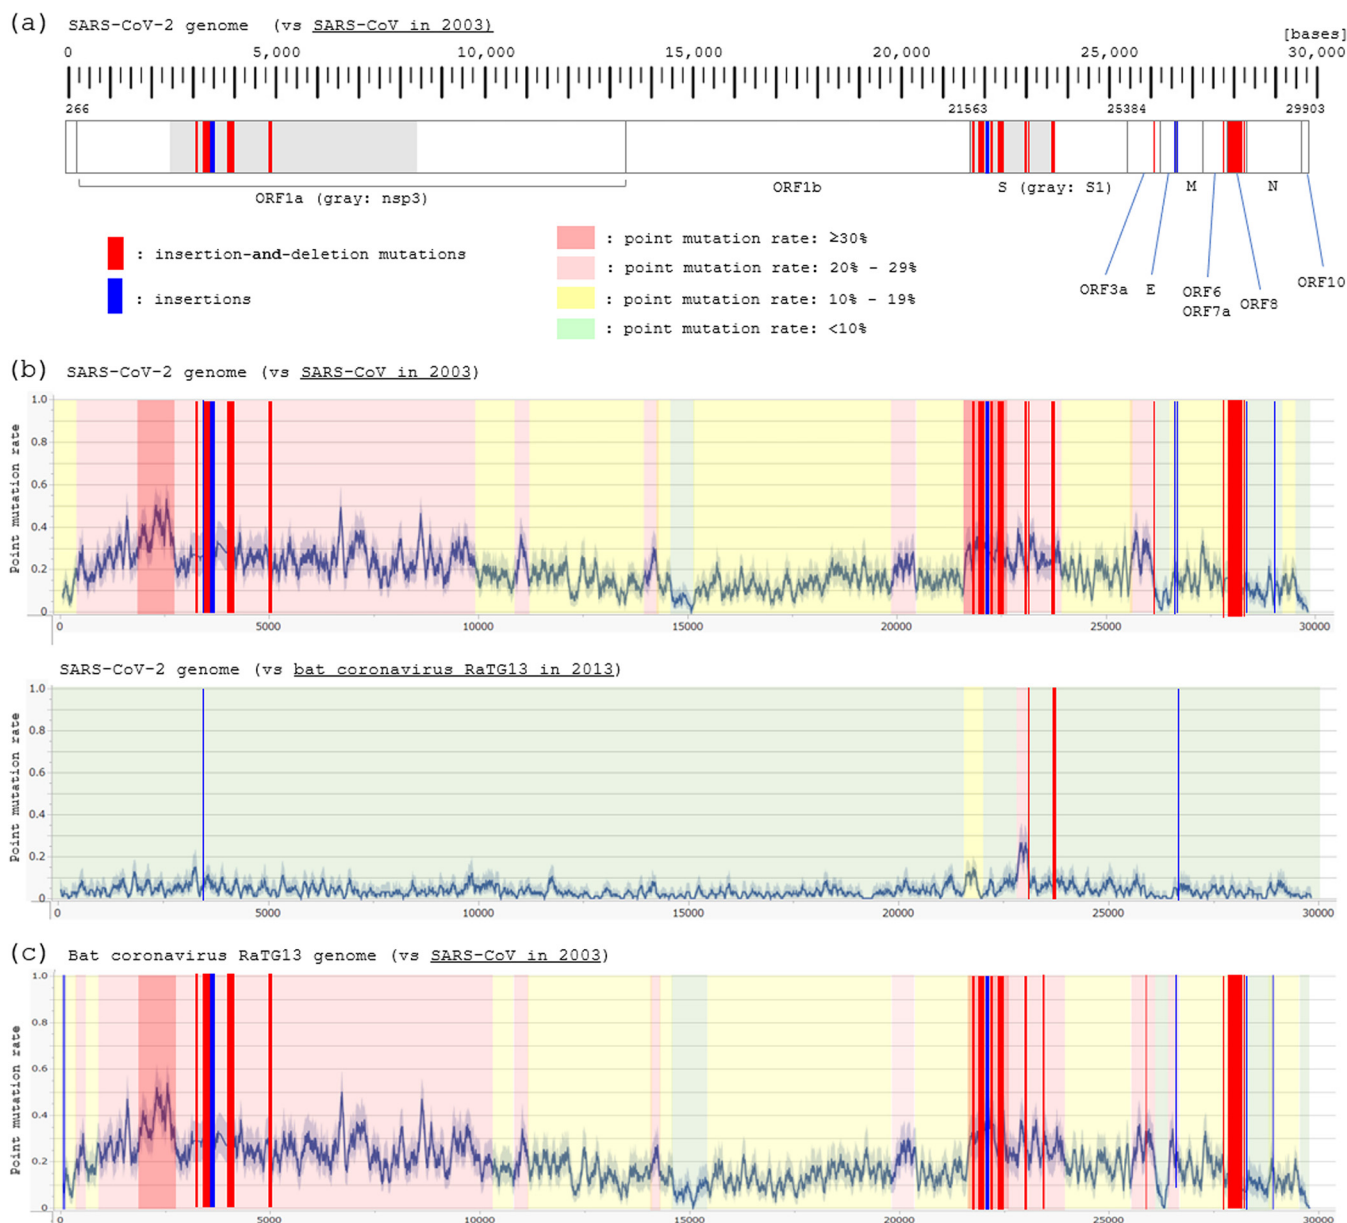 (a) SARS-CoV-2 genome (vs SARS-CoV in 2003)
[bases]
0 5,000 10,000 15,000 20,000 25,000 30,000
266 21563 25384 29903
ORF1a (gray: nsp3) ORF1b S (gray: S1) M N
: insertion-and-deletion mutations
: insertions
: point mutation rate: ≥30%
: point mutation rate: 20% - 29%
: point mutation rate: 10% - 19%
: point mutation rate: <10%
ORF3a E ORF6 ORF7a ORF8 ORF10
(b) SARS-CoV-2 genome (vs SARS-CoV in 2003)
Point mutation rate
1.0
0.8
0.6
0.4
0.2
.0
0 5000 10000 15000 20000 25000 30000
SARS-CoV-2 genome (vs bat coronavirus RaTG13 in 2013)
Point mutation rate
1.0
0.8
0.6
0.4
0.2
.0
0 5000 10000 15000 20000 25000 30000
(c) Bat coronavirus RaTG13 genome (vs SARS-CoV in 2003)
Point mutation rate
1.0
0.8
0.6
0.4
0.2
.0
0 5000 10000 15000 20000 25000 30000